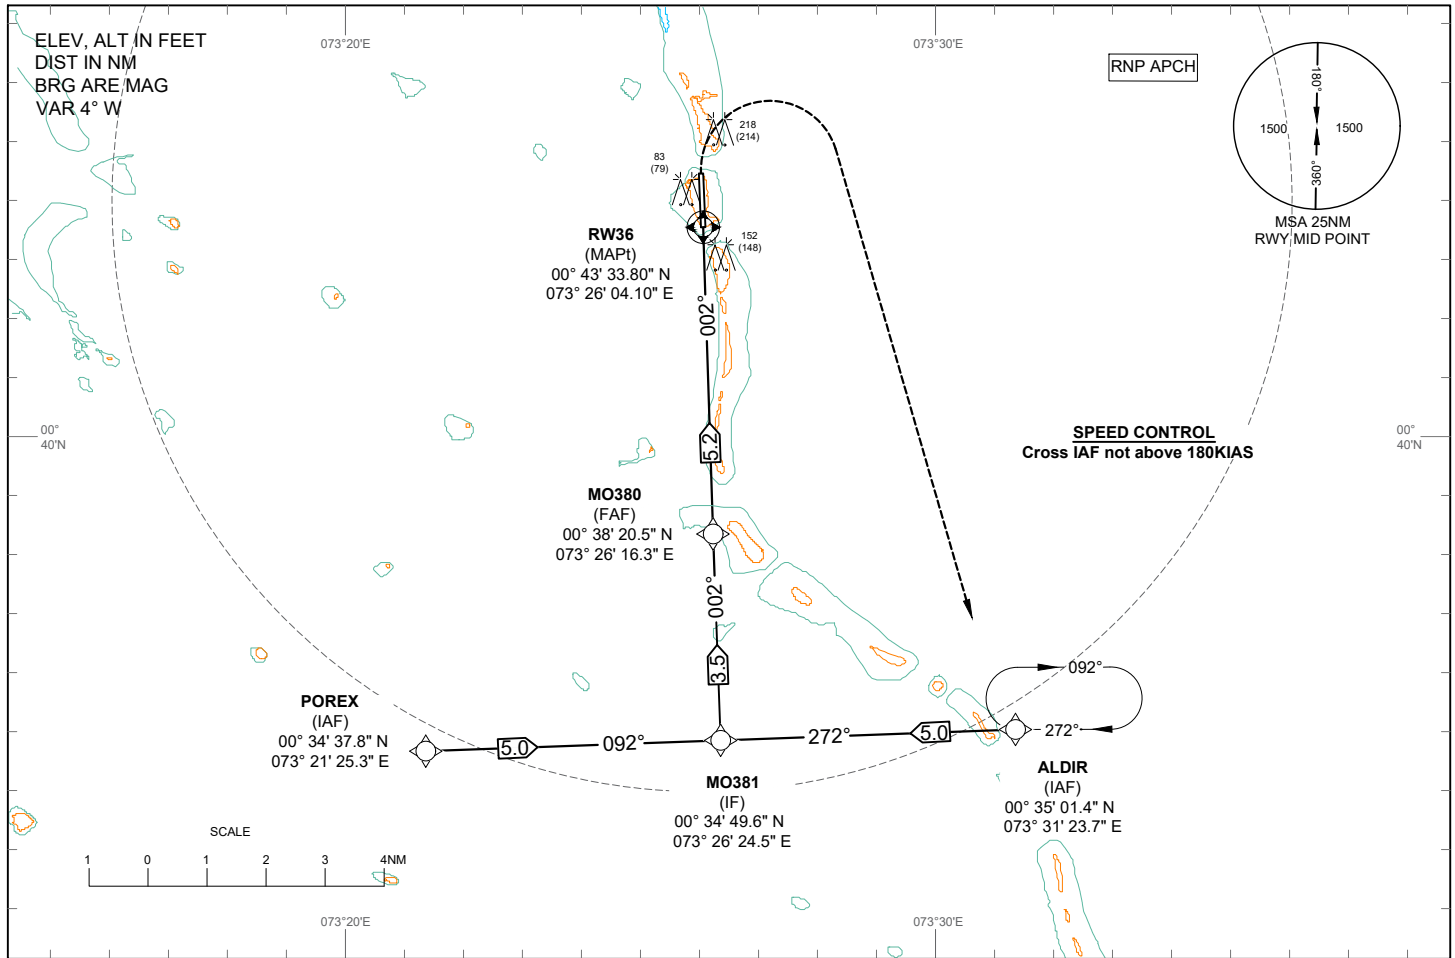 ELEV, ALT IN FEET
DIST IN NM
BRG ARE MAG
VAR 4° W
073°20'E
073°30'E
RNP APCH
180°
1500
1500
360°
MSA 25NM
RWY MID POINT
218
(214)
83
(79)
152
(148)
RW36
(MAPt)
00° 43' 33.80" N
073° 26' 04.10" E
002°
00°
40'N
00°
40'N
SPEED CONTROL
Cross IAF not above 180KIAS
5.2
MO380
(FAF)
00° 38' 20.5" N
073° 26' 16.3" E
002°
3.5
092°
272°
POREX
(IAF)
00° 34' 37.8" N
073° 21' 25.3" E
5.0
092°
272°
5.0
MO381
(IF)
00° 34' 49.6" N
073° 26' 24.5" E
ALDIR
(IAF)
00° 35' 01.4" N
073° 31' 23.7" E
SCALE
1 0 1 2 3 4NM
073°20'E
073°30'E